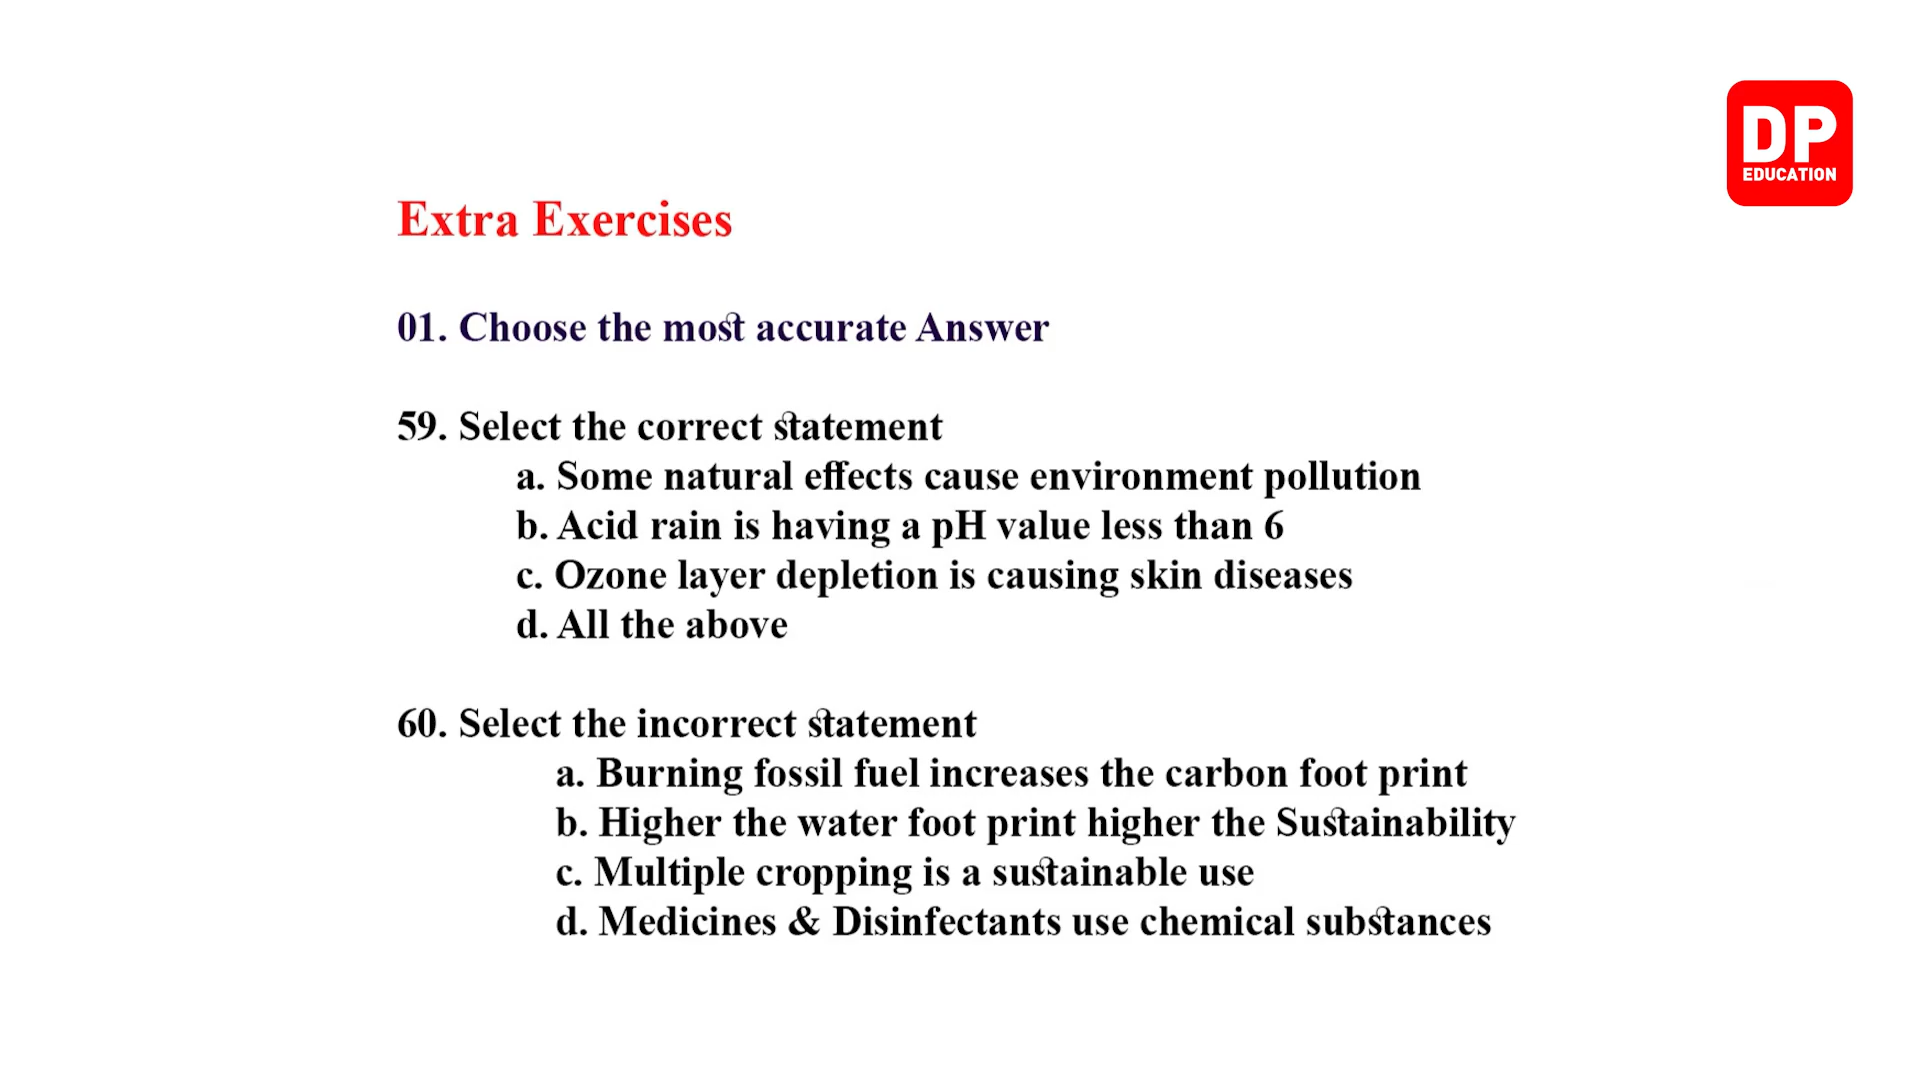 DP
EDUCATION
Extra Exercises
01. Choose the most accurate Answer
59. Select the correct statement
a. Some natural effects cause environment pollution
b. Acid rain is having a pH value less than 6
c. Ozone layer depletion is causing skin diseases
d. All the above
60. Select the incorrect statement
a. Burning fossil fuel increases the carbon foot print
b. Higher the water foot print higher the Sustainability
c. Multiple cropping is a sustainable use
d. Medicines & Disinfectants use chemical substances